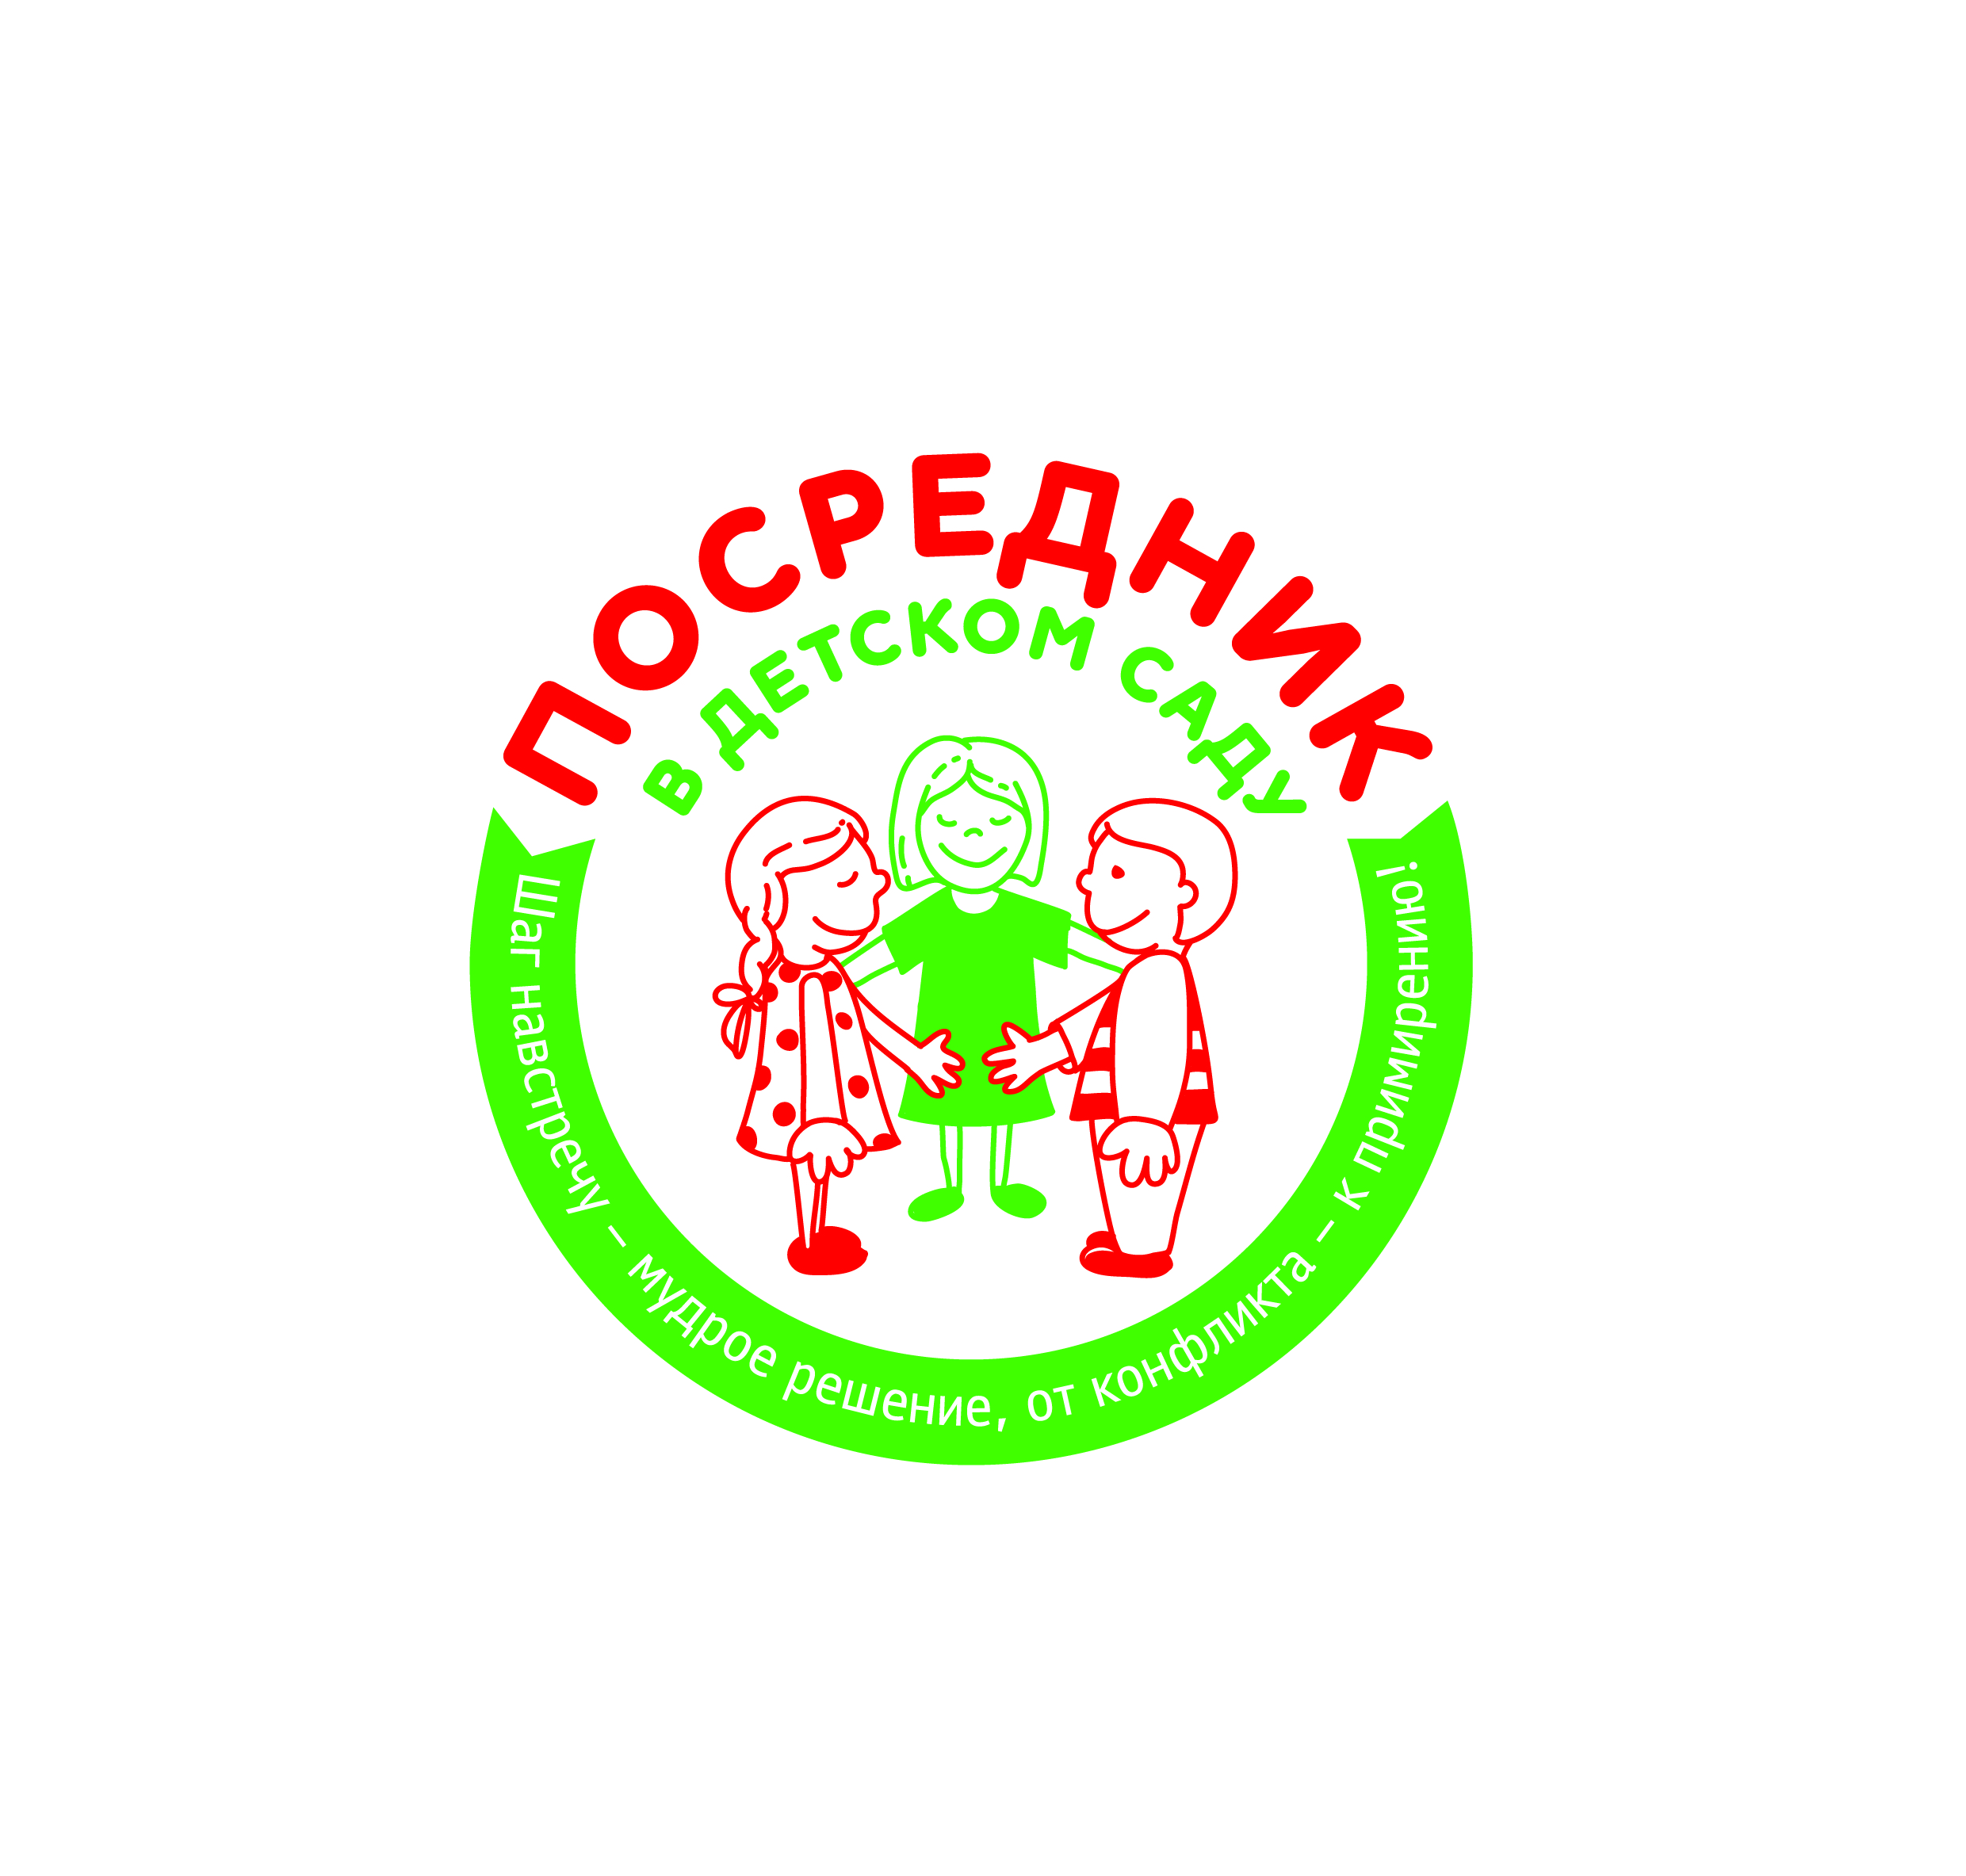 ПОСРЕДНИК
В ДЕТСКОМ САДУ
Шаг навстречу – мудрое решение, от конфликта – к примирению!